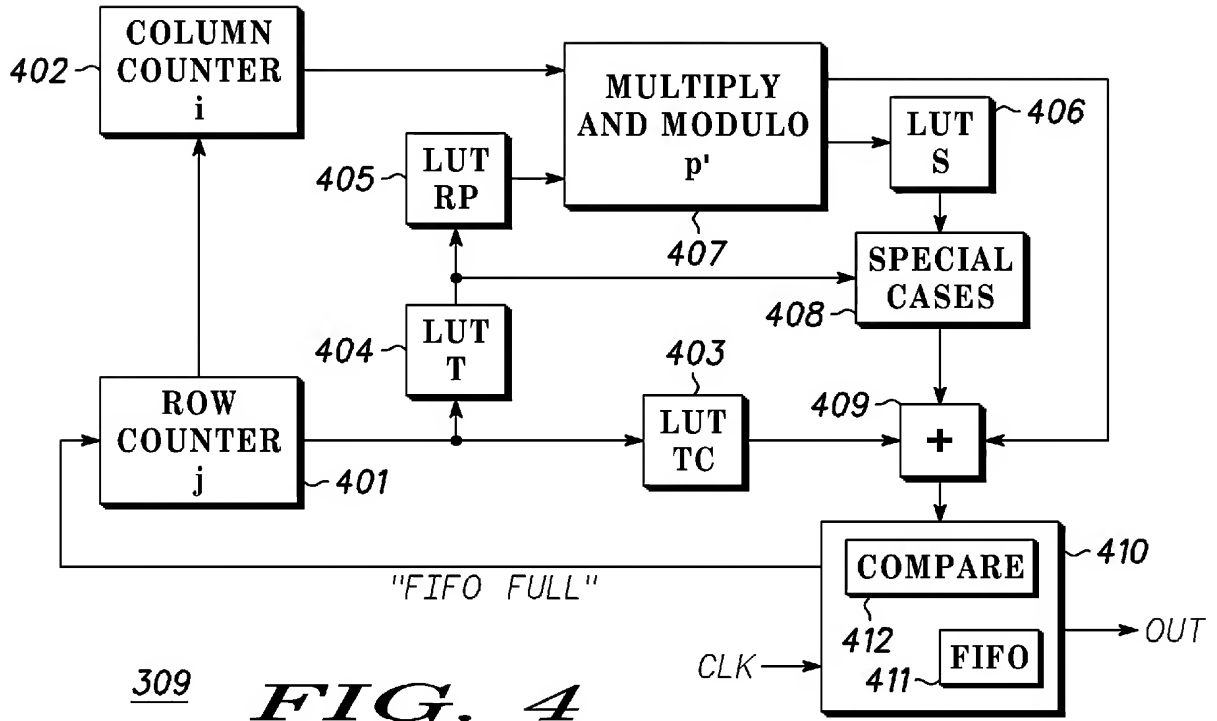 COLUMN
COUNTER
i
402
MULTIPLY
AND MODULO
p'
407
LUT
S
406
LUT
RP
405
SPECIAL
CASES
408
LUT
T
404
403
LUT
TC
409
+
ROW
COUNTER
j
401
"FIFO FULL"
COMPARE
412
410
FIFO
411
CLK
OUT
309
FIG. 4